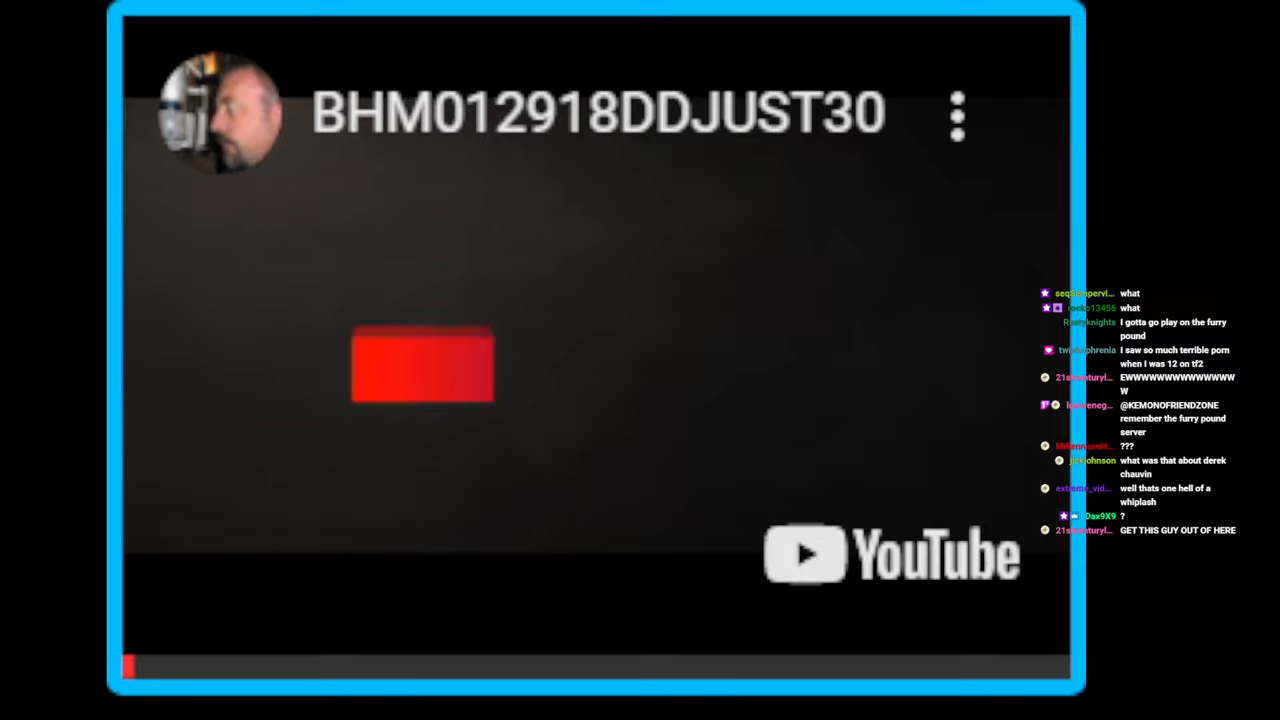 BHM012918DDJUST30
YouTube
what
13456 what
I gotta go play on the furry
pound
I saw so much terrible porn
when I was 12 on tf2
EWWWWWWWWWWWWWWW
W
@KEMONOFRIENDZONE
remember the furry pound
server
???
what was that about derek
chauvin
well thats one hell of a
whiplash
Dax9X9 ?
GET THIS GUY OUT OF HERE